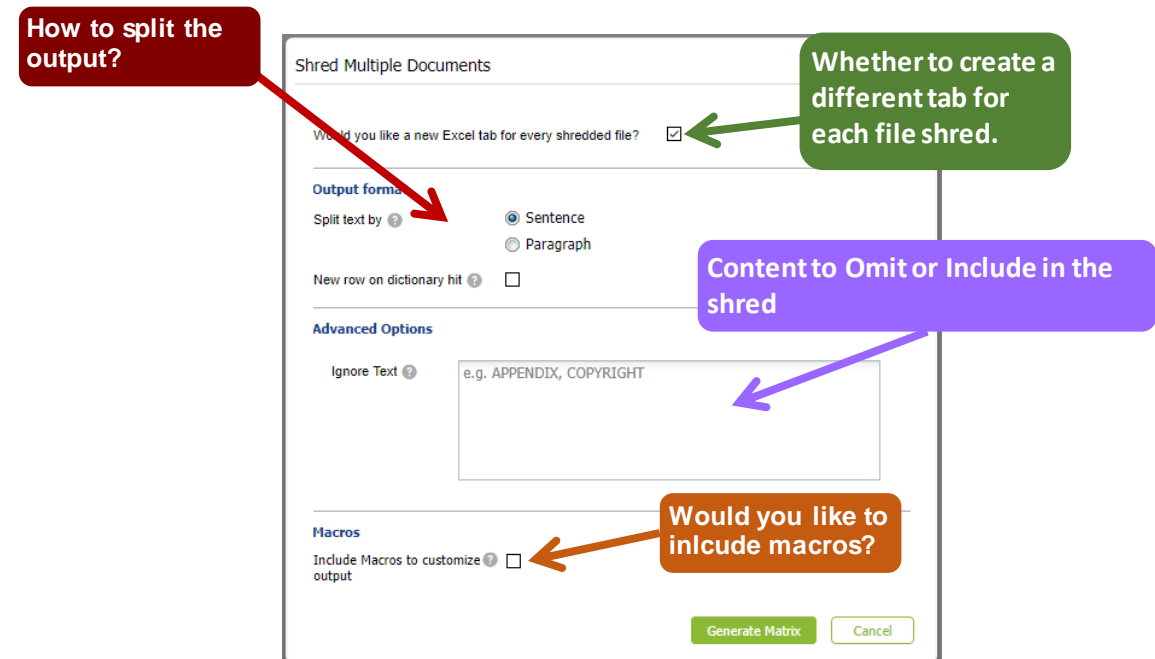 How to split the
output?
Shred Multiple Documents
Whether to create a
different tab for
each file shred.
Would you like a new Excel tab for every shredded file?
Output forma
Split text by ?
Sentence
Paragraph
New row on dictionary hit ?
Content to Omit or Include in the
shred
Advanced Options
Ignore Text ?
e.g. APPENDIX, COPYRIGHT
Would you like to
inlcude macros?
Macros
Include Macros to customize ?
output
Generate Matrix
Cancel